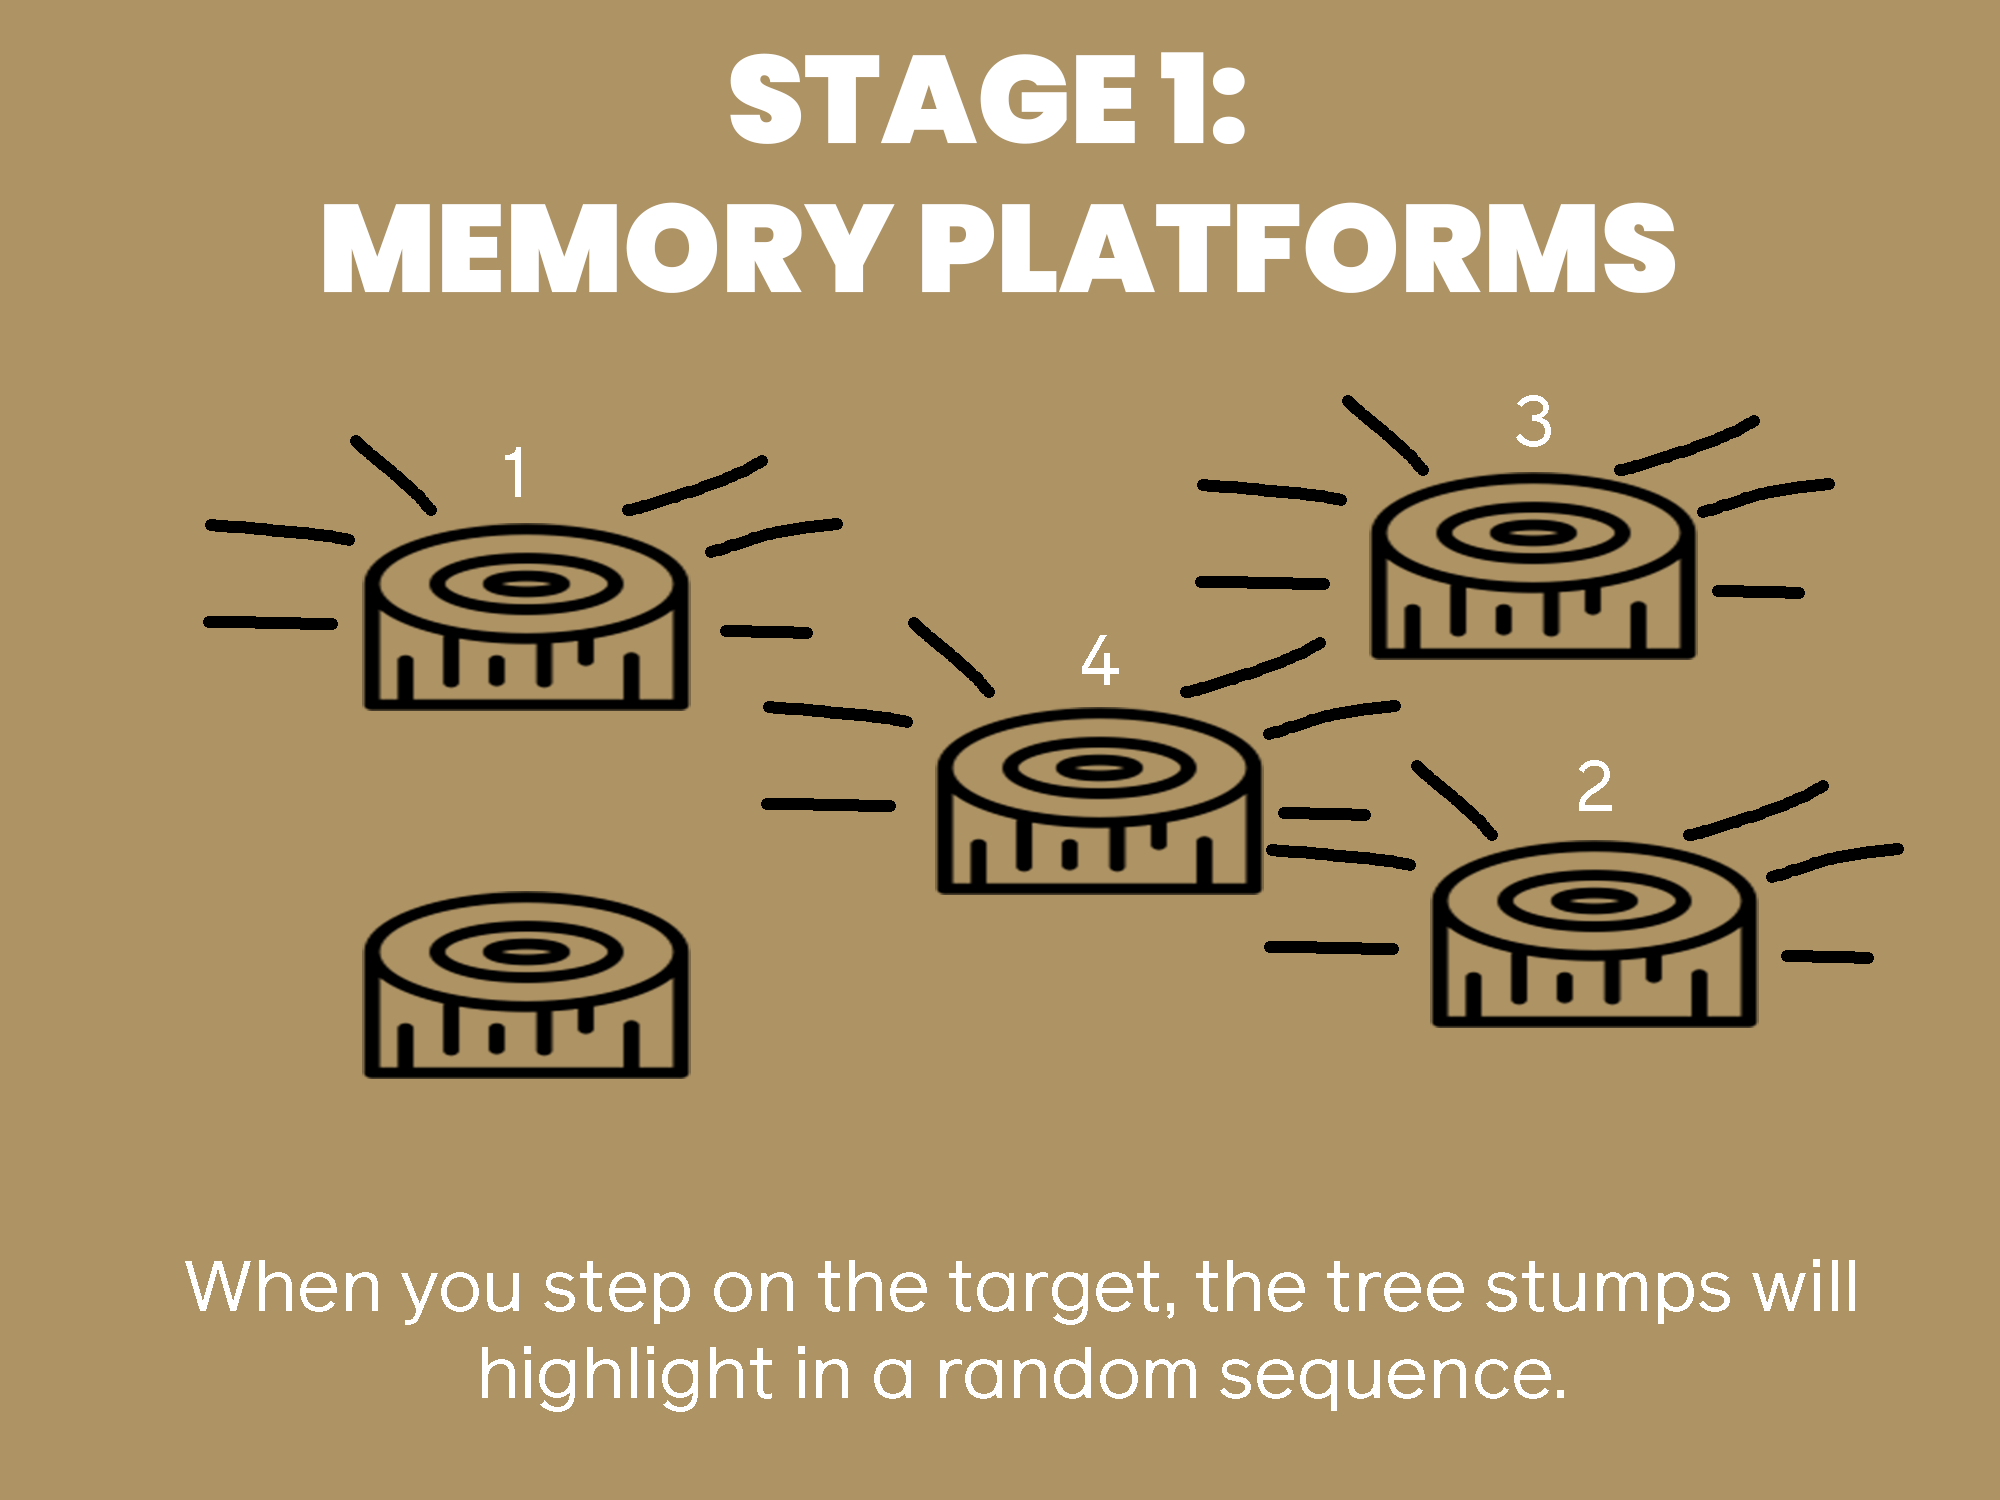 STAGE 1:
MEMORY PLATFORMS
1
3
4
2
When you step on the target, the tree stumps will
highlight in a random sequence.